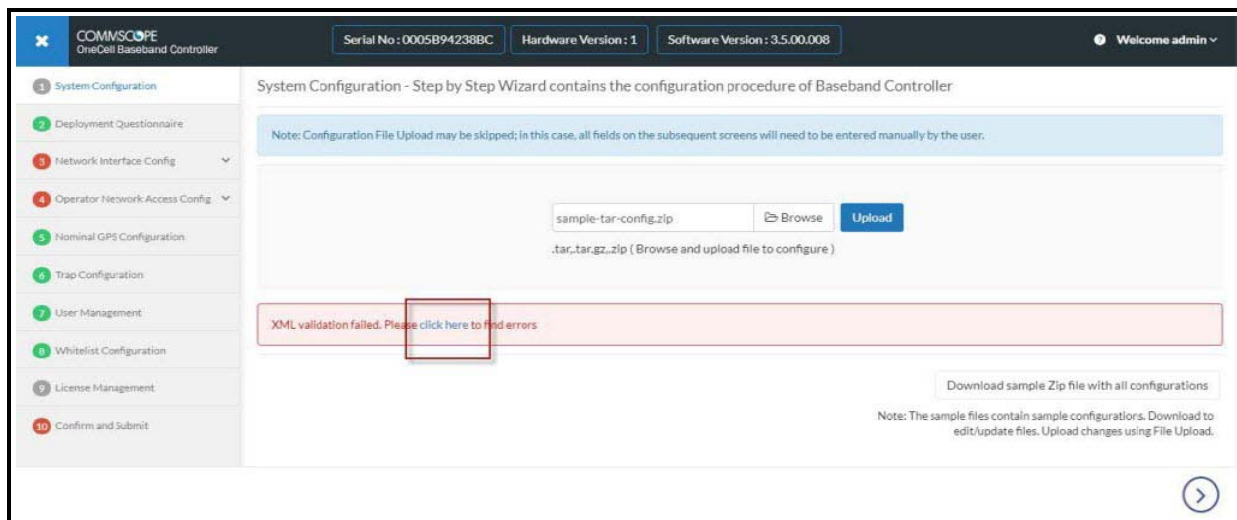 COMMSCOPE
OneCell Baseband Controller
Serial No : 0005B94238BC
Hardware Version : 1
Software Version : 3.5.00.008
Welcome admin
1 System Configuration
2 Deployment Questionnaire
3 Network Interface Config
4 Operator Network Access Config
5 Nominal GPS Configuration
6 Trap Configuration
7 User Management
8 Whitelist Configuration
9 License Management
10 Confirm and Submit
System Configuration - Step by Step Wizard contains the configuration procedure of Baseband Controller
Note: Configuration File Upload may be skipped; in this case, all fields on the subsequent screens will need to be entered manually by the user.
sample-tar-config.zip
Browse
Upload
.tar,.tar.gz,.zip ( Browse and upload file to configure )
XML validation failed. Please click here to find errors
Download sample Zip file with all configurations
Note: The sample files contain sample configurations. Download to
edit/update files. Upload changes using File Upload.